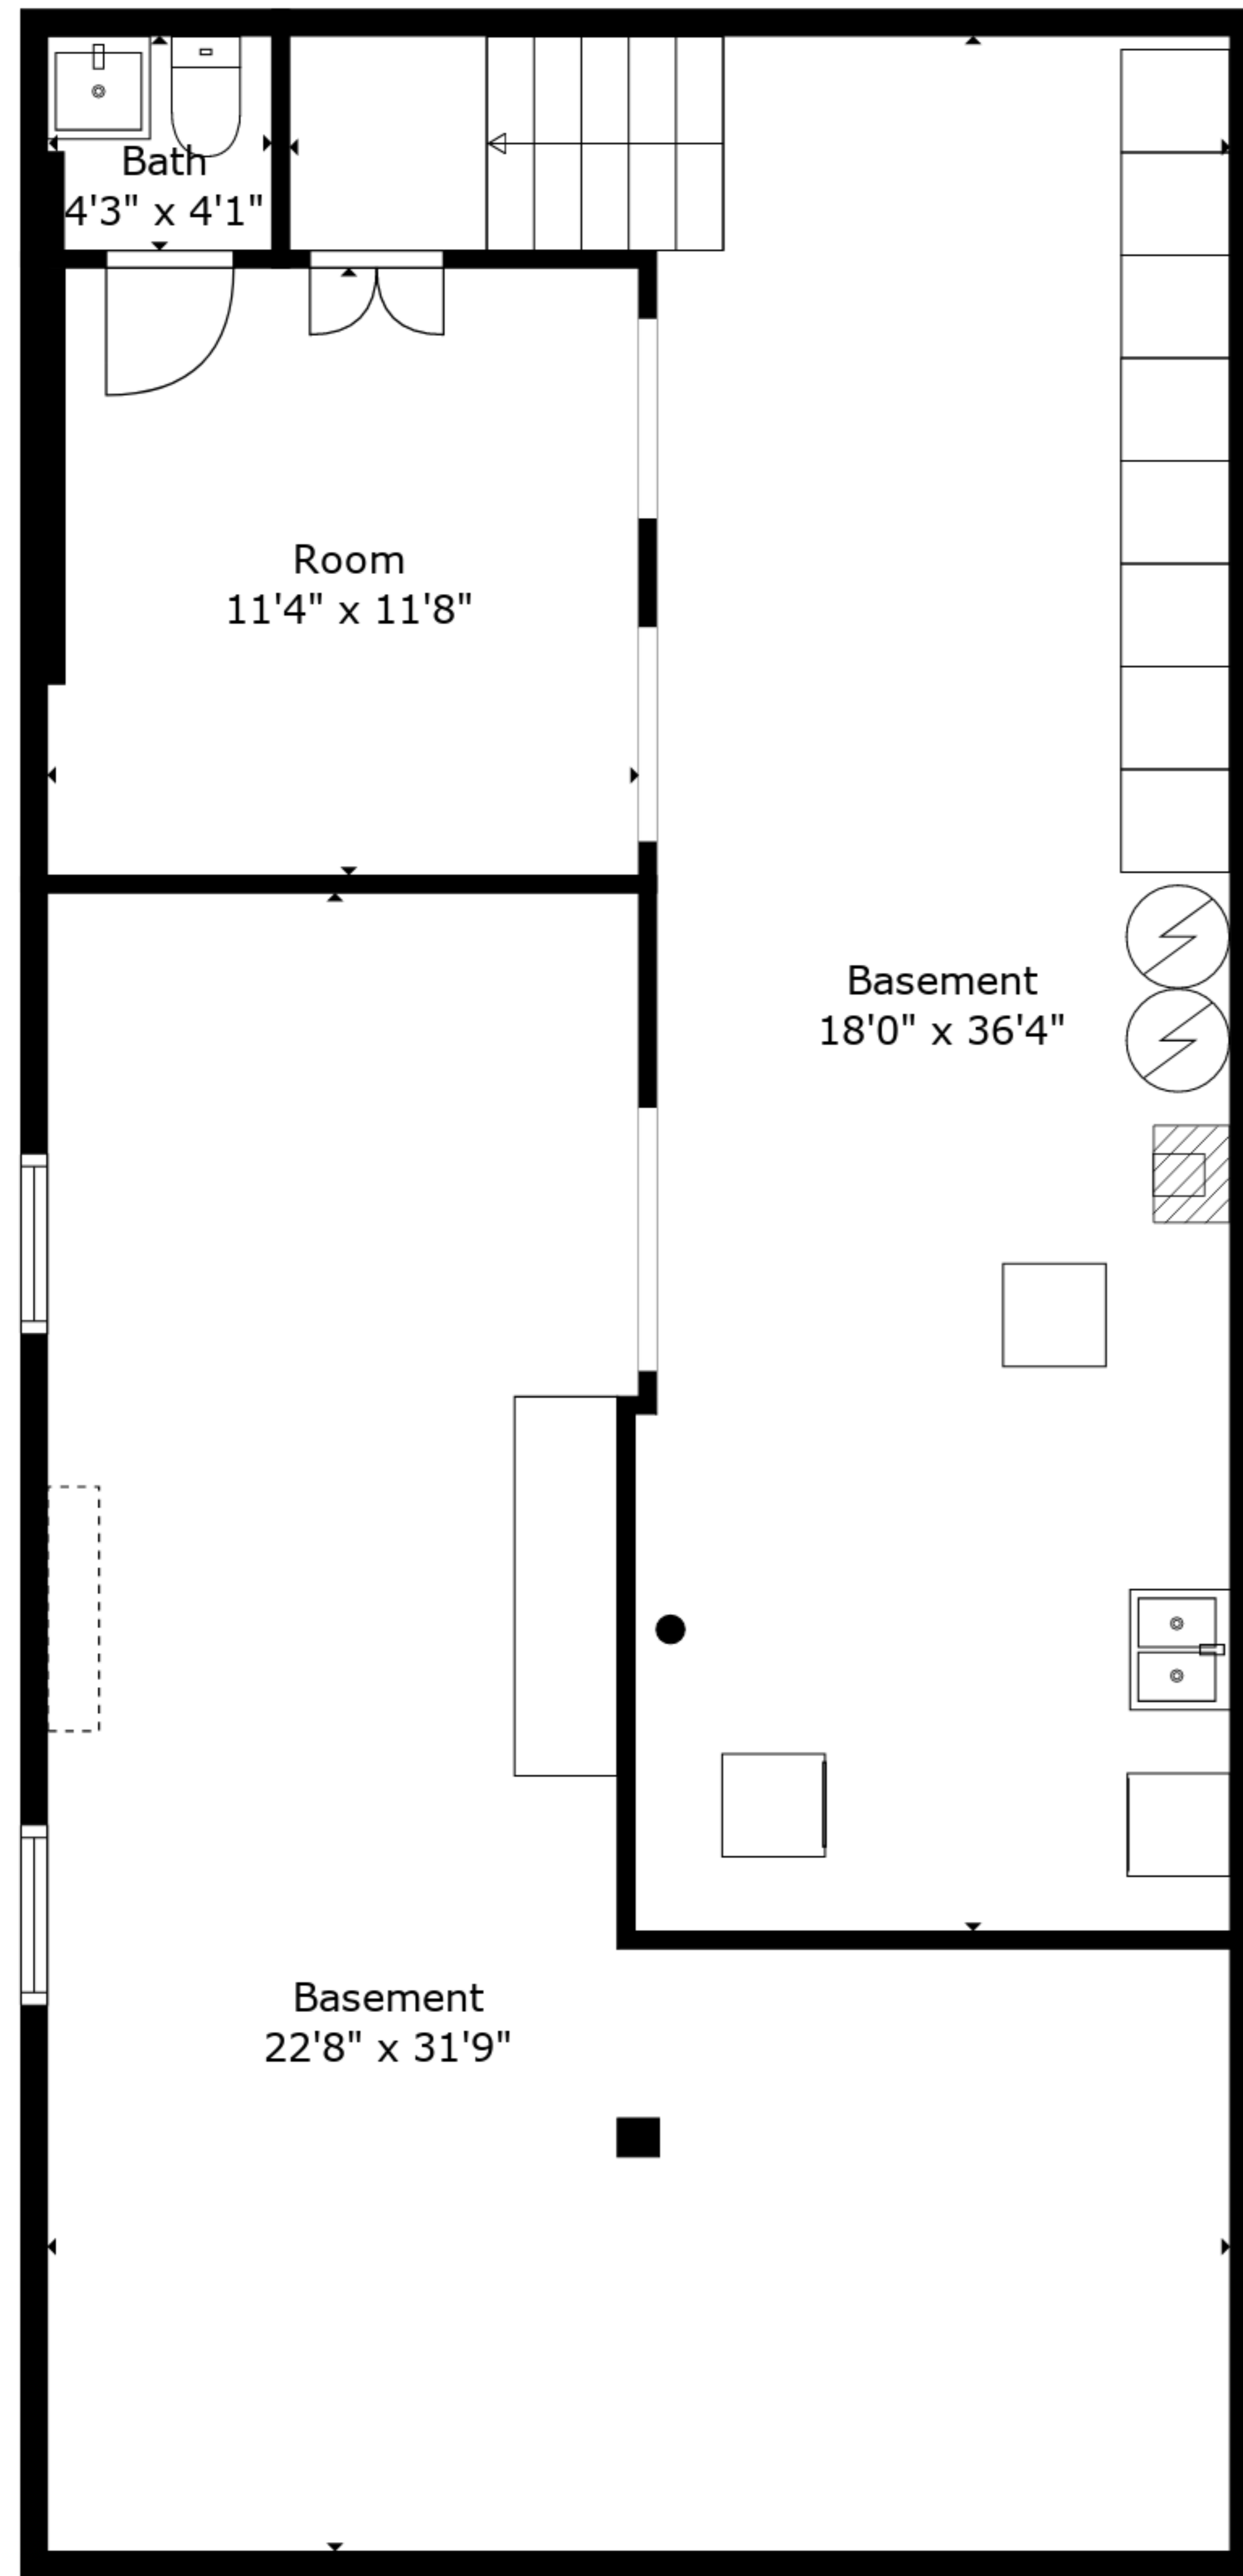 Bath
4'3" x 4'1"
Room
11'4" x 11'8"
Basement
18'0" x 36'4"
Basement
22'8" x 31'9"